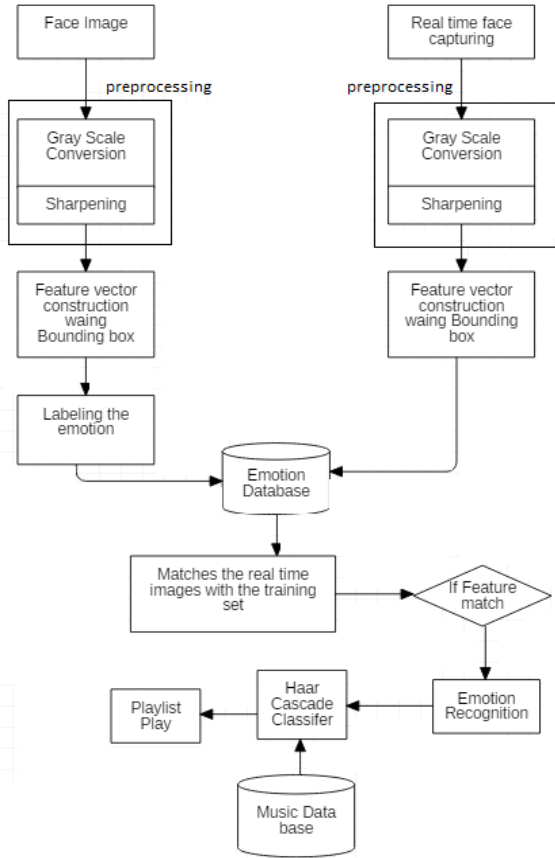 Face Image
Real time face
capturing
preprocessing
preprocessing
Gray Scale
Conversion
Sharpening
Gray Scale
Conversion
Sharpening
Feature vector
construction
waing
Bounding box
Feature vector
construction
waing Bounding
box
Labeling the
emotion
Emotion
Database
Matches the real time
images with the training
set
If Feature
match
Emotion
Recognition
Haar
Cascade
Classifer
Playlist
Play
Music Data
base